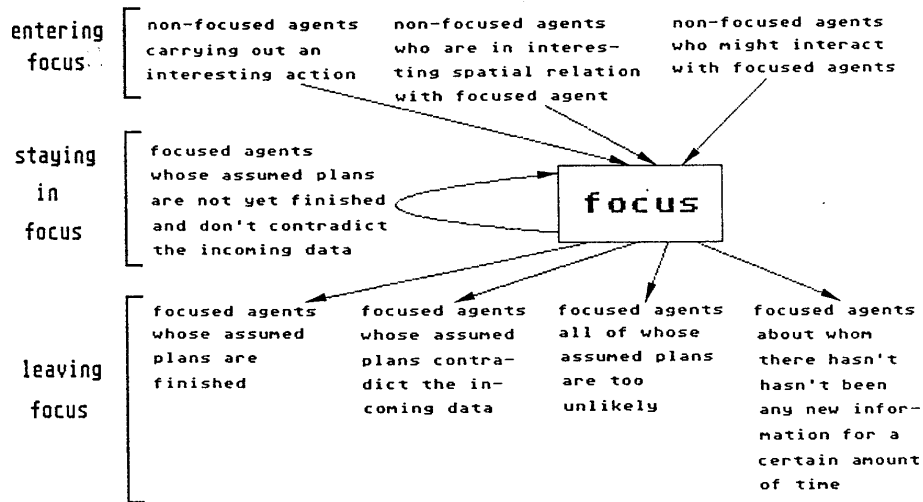 entering
focus
non-focused agents
carrying out an
interesting action
non-focused agents
who are in interes-
ting spatial relation
with focused agent
non-focused agents
who might interact
with focused agents
staying
in
focus
focused agents
whose assumed plans
are not yet finished
and don't contradict
the incoming data
focus
leaving
focus
focused agents
whose assumed
plans are
finished
focused agents
whose assumed
plans contra-
dict the in-
coming data
focused agents
all of whose
assumed plans
are too
unlikely
focused agents
about whom
there hasn't
hasn't been
any new infor-
mation for a
certain amount
of time